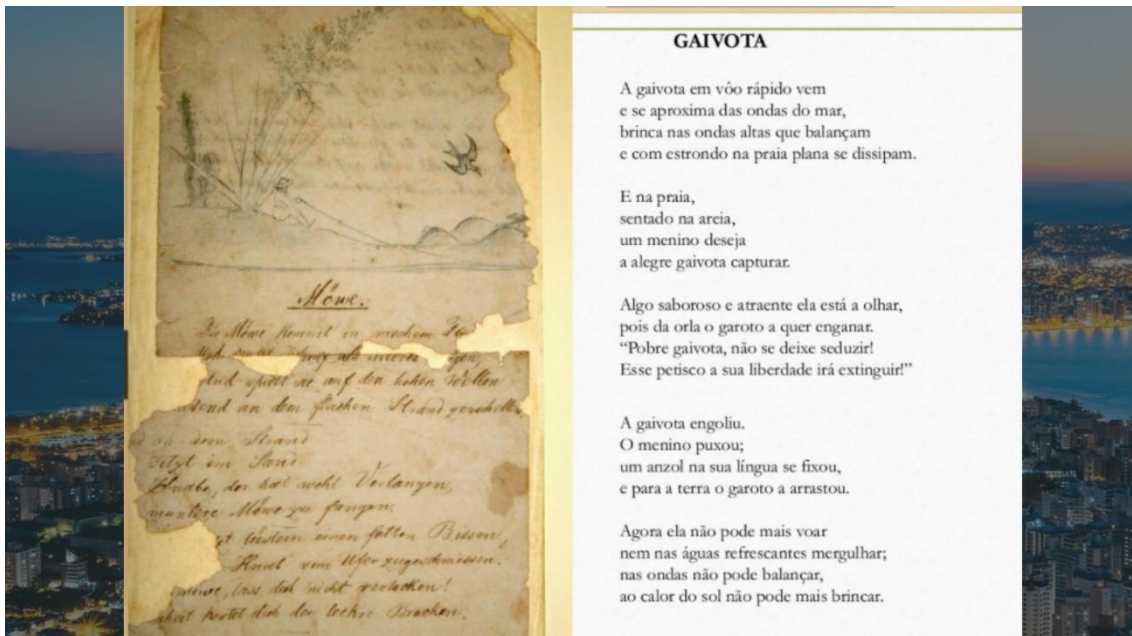 Möwe.
Die Möwe kommt in raschem
spielt sie auf den hohen Wellen
an dem flachen Strand
dem Strand
im Sand
Knabe, der hat wohl Verlangen,
muntere Möwe zu fangen.
einen fetten Bissen
vom Ufer zugeschmissen.
lass dich nicht verlocken!
kostet dich der leckre Brocken.
GAIVOTA
A gaivota em vôo rápido vem
e se aproxima das ondas do mar,
brinca nas ondas altas que balançam
e com estrondo na praia plana se dissipam.
E na praia,
sentado na areia,
um menino deseja
a alegre gaivota capturar.
Algo saboroso e atraente ela está a olhar,
pois da orla o garoto a quer enganar.
“Pobre gaivota, não se deixe seduzir!
Esse petisco a sua liberdade irá extinguir!”
A gaivota engoliu.
O menino puxou;
um anzol na sua língua se fixou,
e para a terra o garoto a arrastou.
Agora ela não pode mais voar
nem nas águas refrescantes mergulhar;
nas ondas não pode balançar,
ao calor do sol não pode mais brincar.